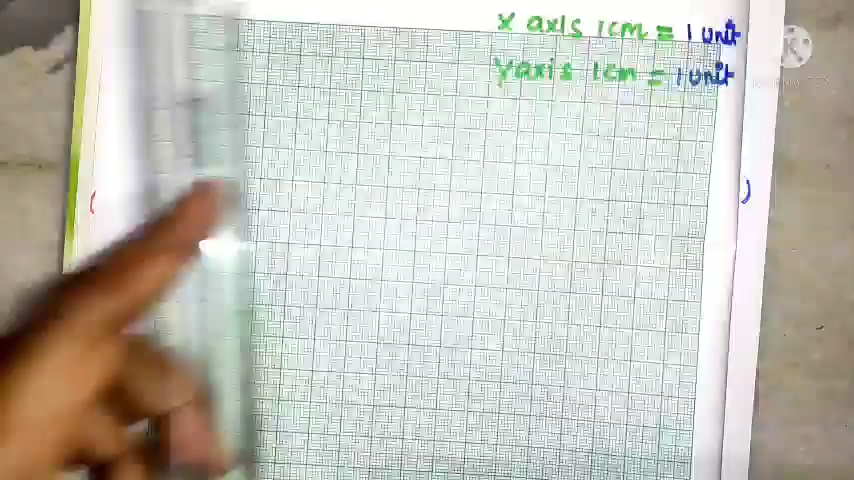 x axis 1cm = 1 unit
y axis 1cm = 1 unit